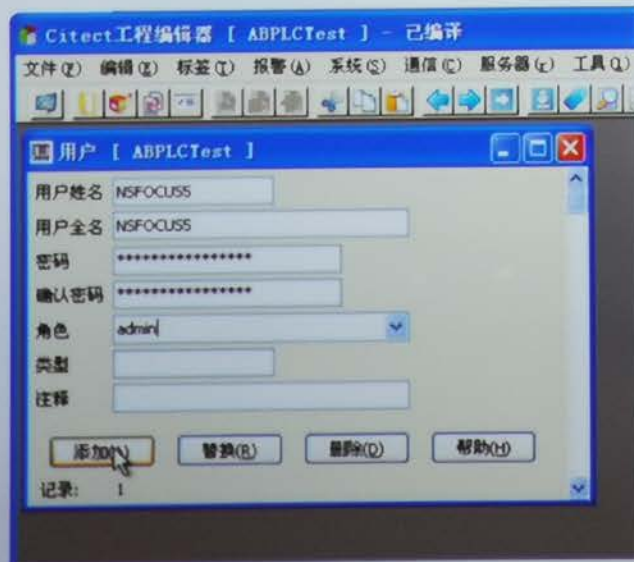 Citect工程编辑器 [ ABPLCTest ] - 己编译
文件(F) 编辑(E) 标签(T) 报警(A) 系统(S) 通信(C) 服务器(r) 工具(Q)
用户 [ ABPLCTest ]
用户姓名 NSFOCUS5
用户全名 NSFOCUS5
密码 ****************
确认密码 ****************
角色 admin
类型
注释
添加 替换(R) 删除(D) 帮助(H)
记录: 1